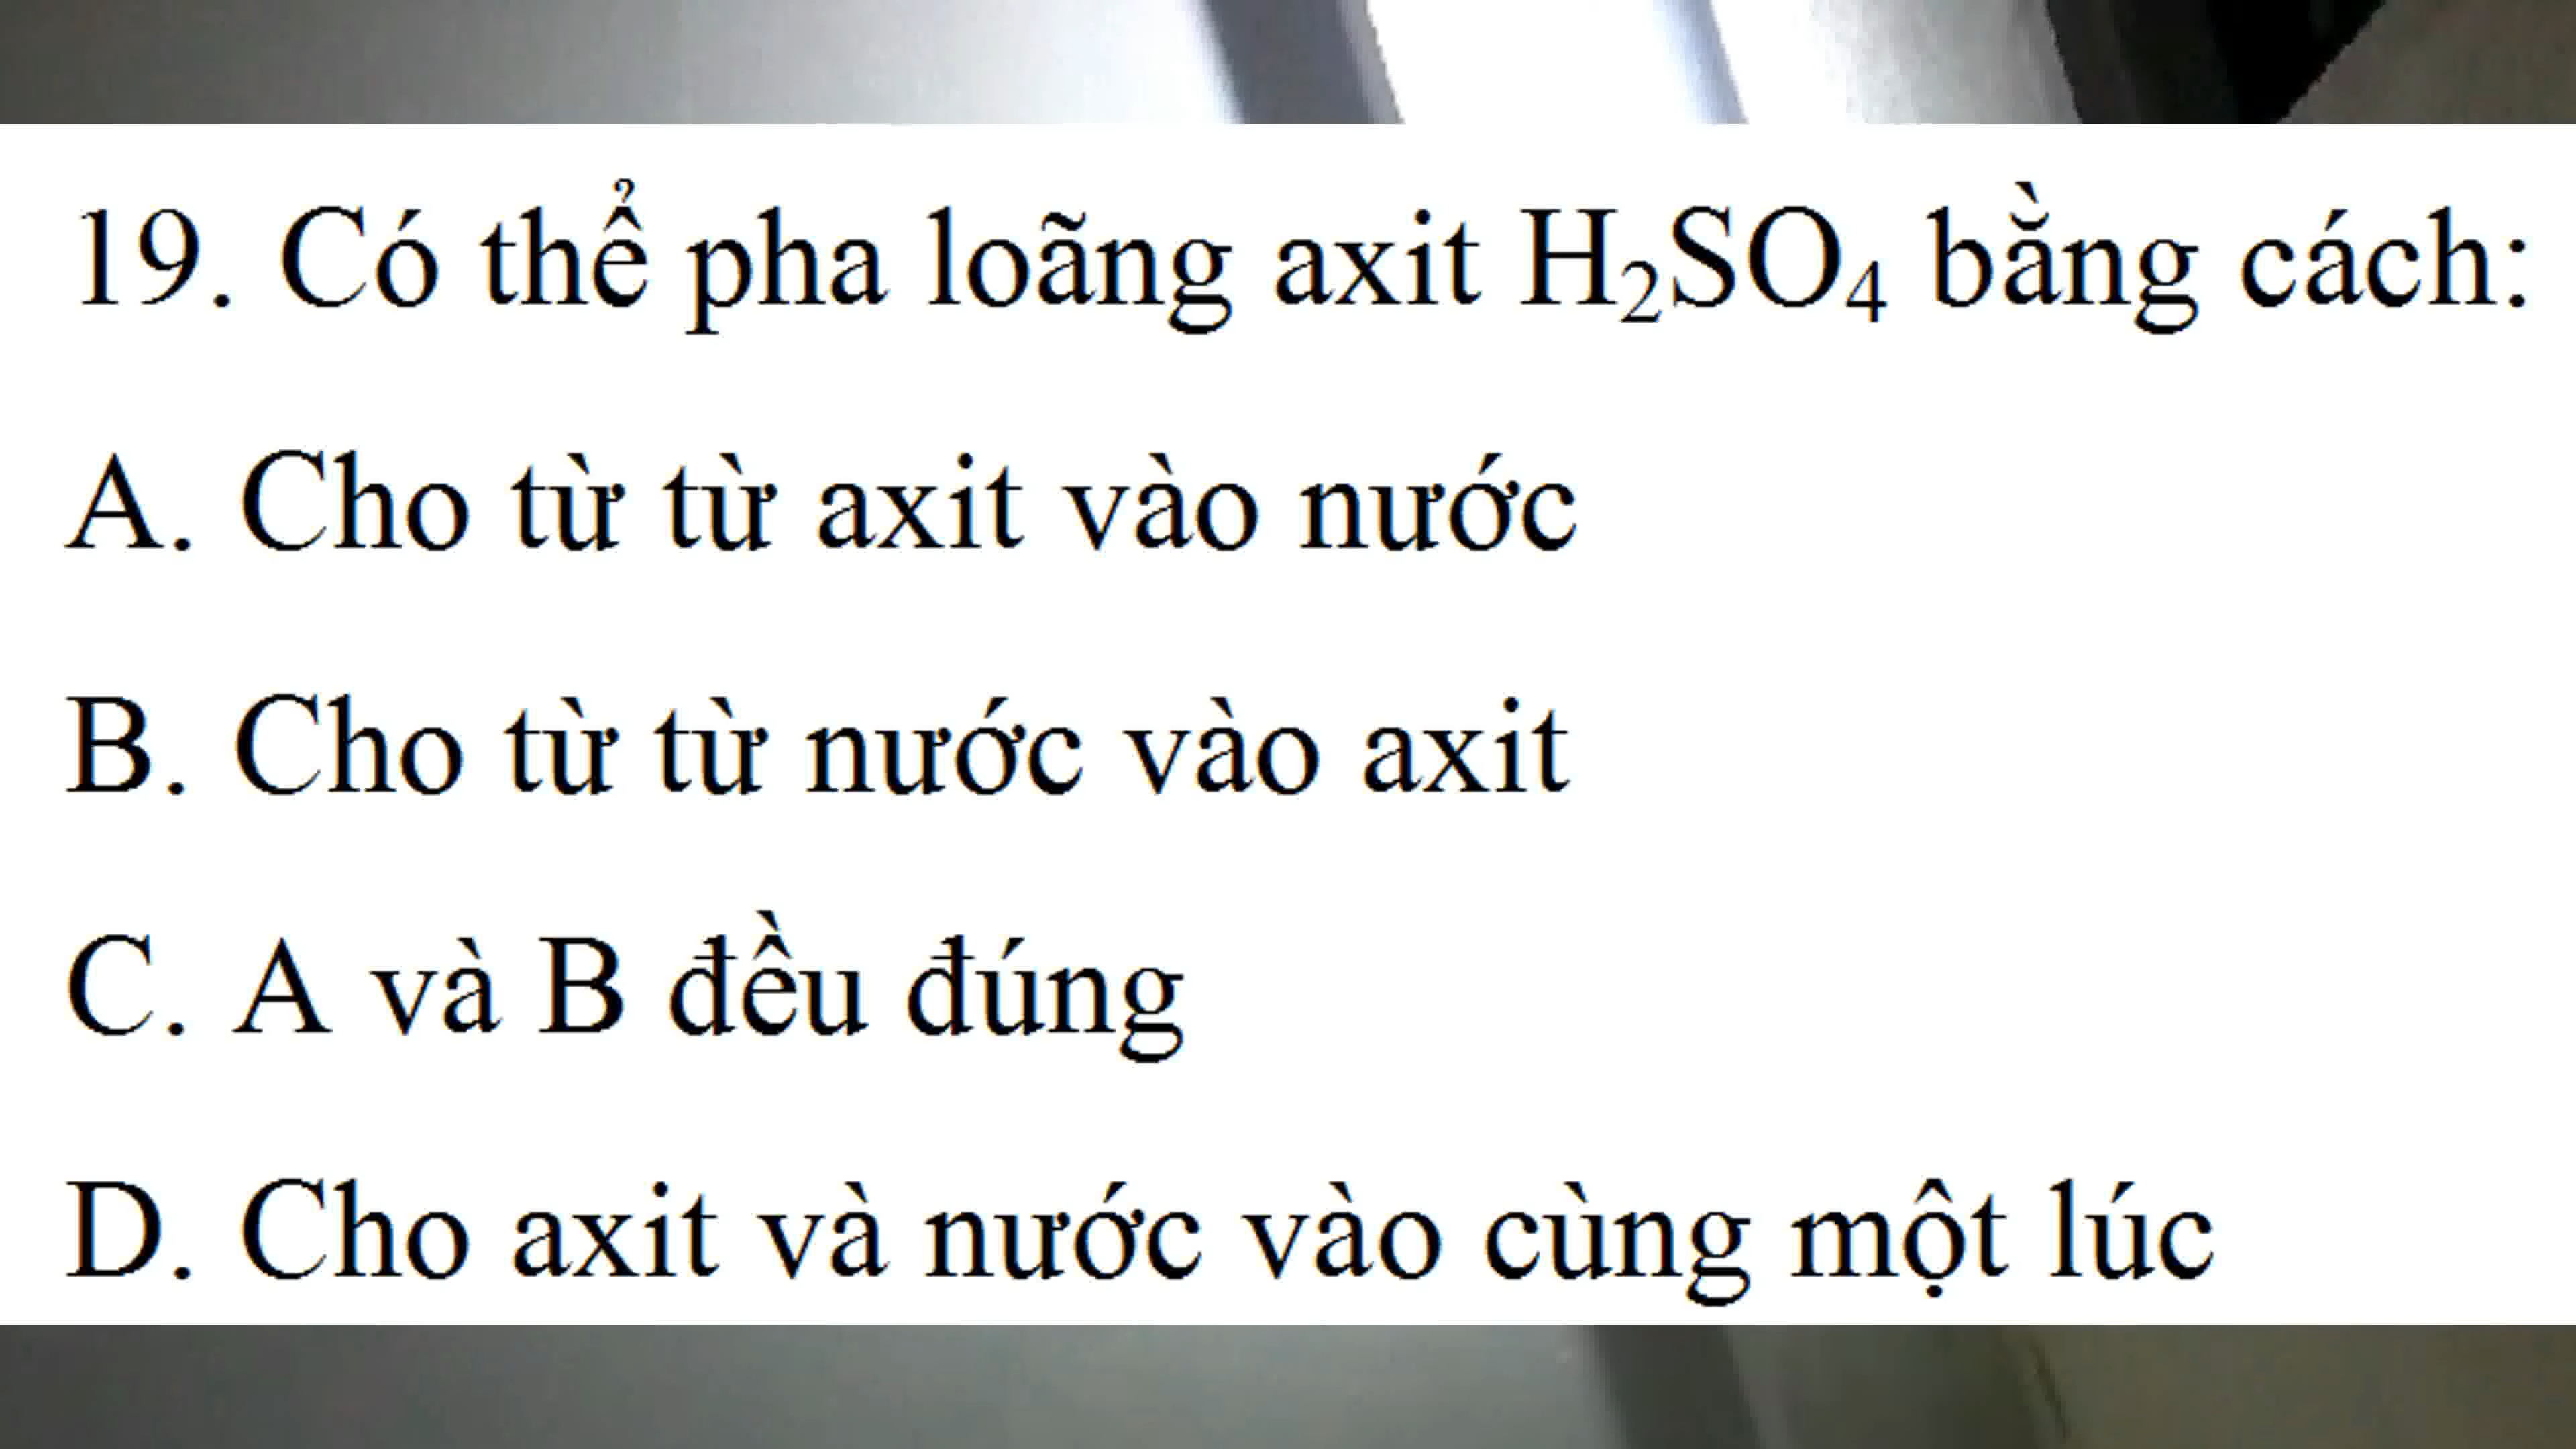 19. Có thể pha loãng axit H₂SO₄ bằng cách:
A. Cho từ từ axit vào nước
B. Cho từ từ nước vào axit
C. A và B đều đúng
D. Cho axit và nước vào cùng một lúc